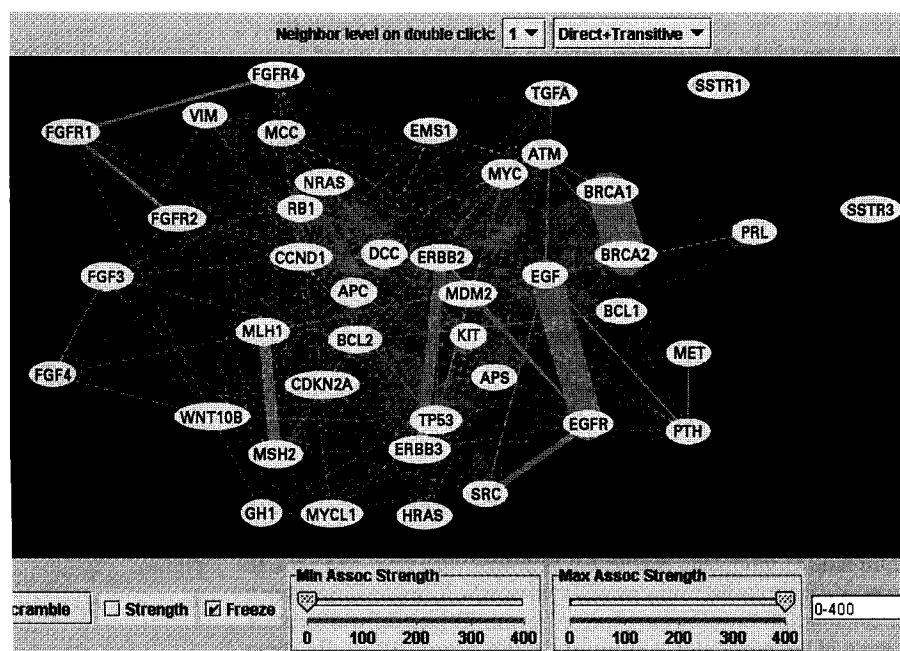 Neighbor level on double click: 1 Direct+Transitive
FGFR4
TGFA
SSTR1
VIM
FGFR1
MCC
EMS1
ATM
MYC
NRAS
BRCA1
RB1
SSTR3
FGFR2
PRL
CCND1
DCC
ERBB2
BRCA2
FGF3
EGF
APC
MDM2
BCL1
MLH1
BCL2
KIT
MET
FGF4
CDKN2A
APS
WNT10B
TP53
EGFR
PTH
MSH2
ERBB3
SRC
GH1
MYCL1
HRAS
Min Assoc Strength
Max Assoc Strength
cramble Strength Freeze
0-400
0 100 200 300 400
0 100 200 300 400